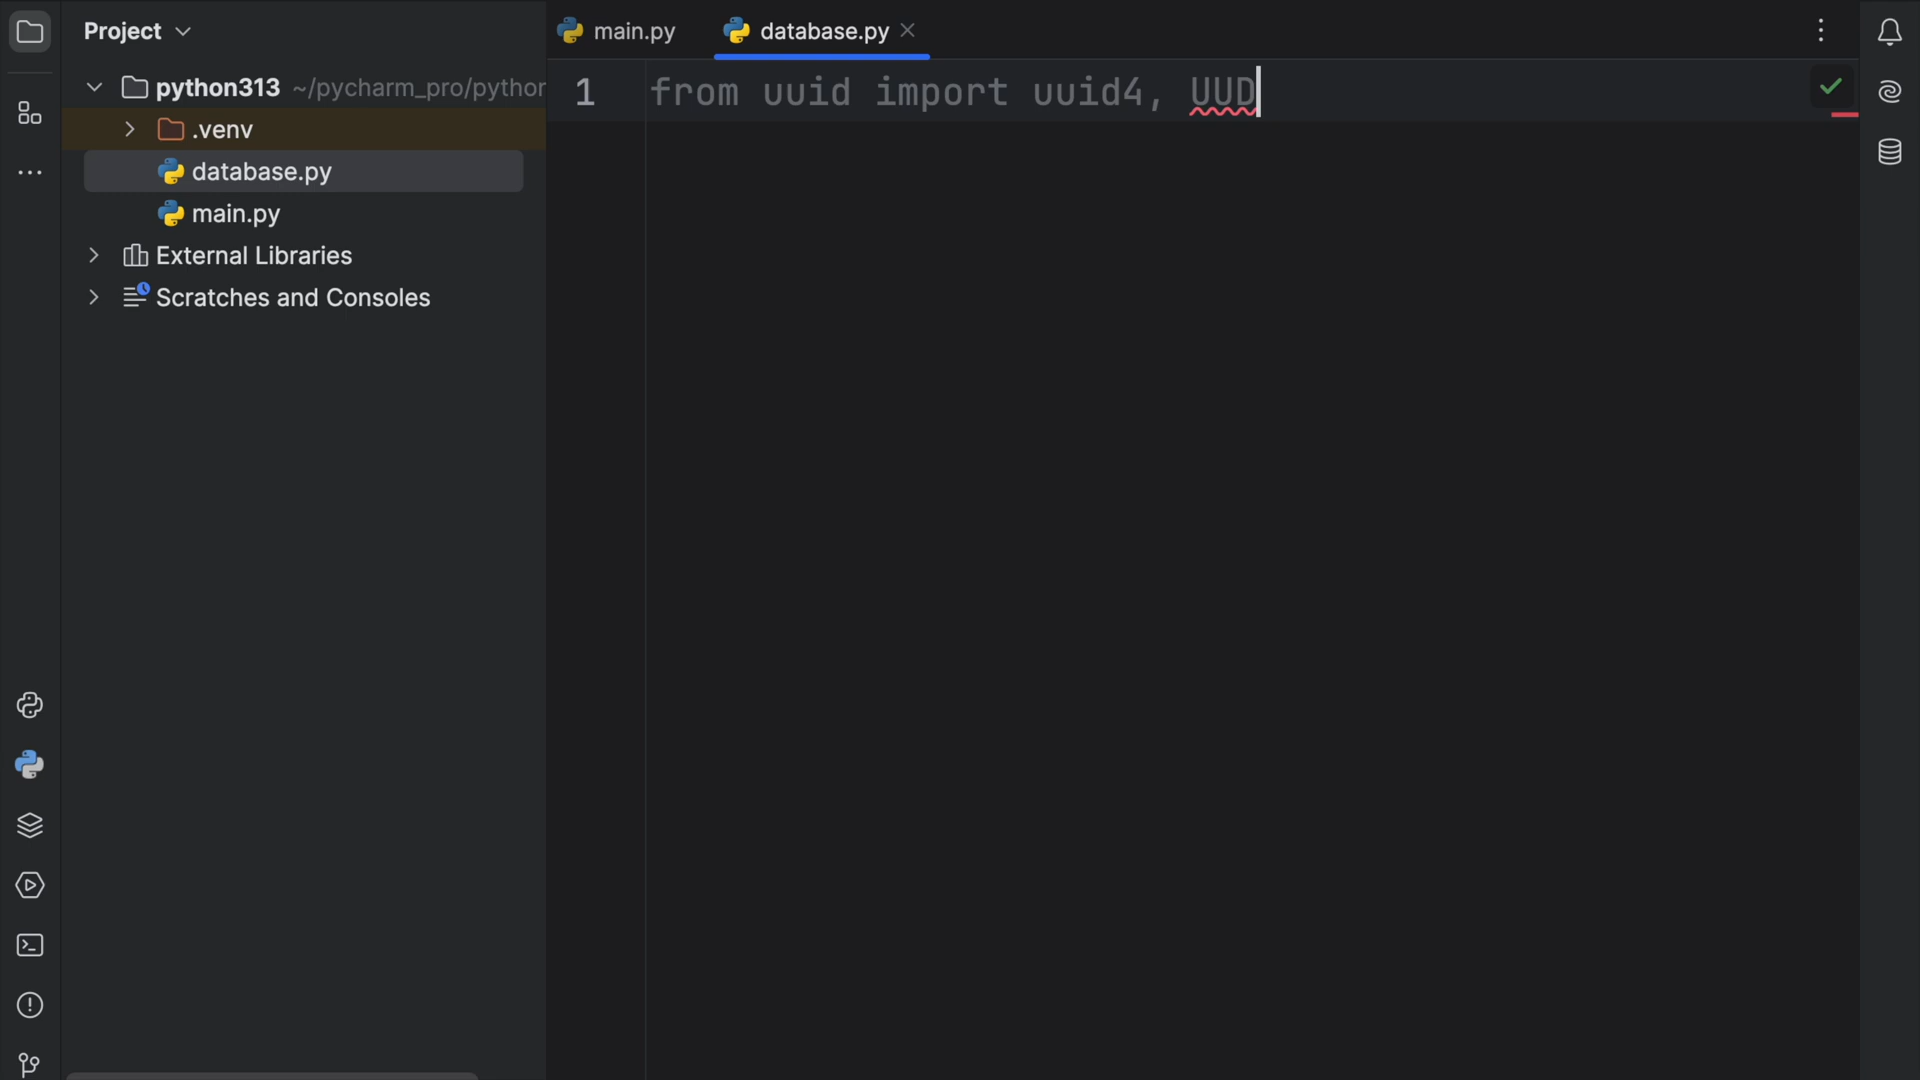 Project
main.py
database.py
python313 ~/pycharm_pro/python
.venv
database.py
main.py
External Libraries
Scratches and Consoles
1 from uuid import uuid4, UUD